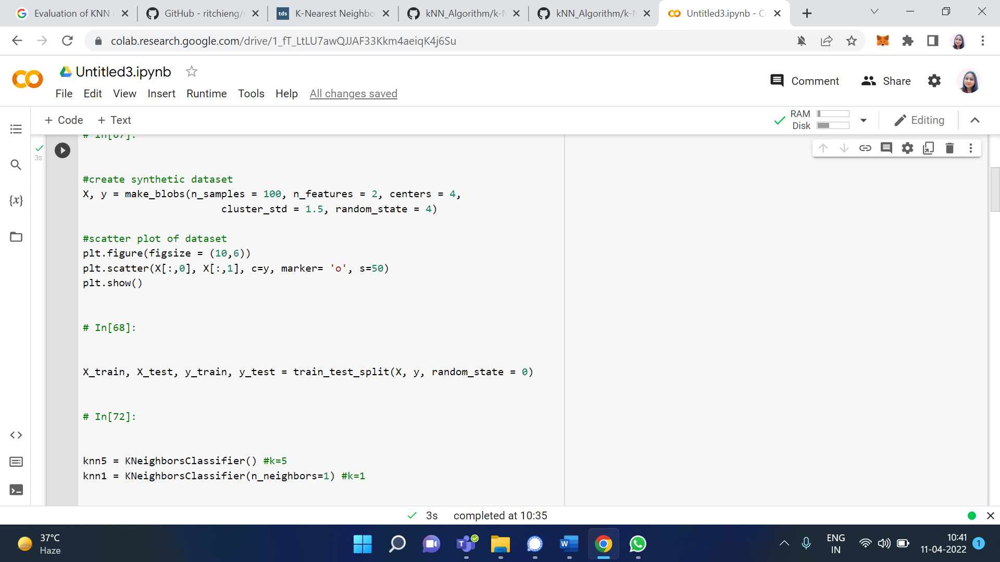 Evaluation of KNN
GitHub - ritchieng/
tds K-Nearest Neighbo
kNN_Algorithm/k-N
kNN_Algorithm/k-N
Untitled3.ipynb - Co
colab.research.google.com/drive/1_fT_LtLU7awQJJAF33Kkm4aeiqK4j6Su
Untitled3.ipynb
Comment
Share
File Edit View Insert Runtime Tools Help All changes saved
+ Code + Text
RAM
Disk
Editing
# In[67]:
3s
#create synthetic dataset
X, y = make_blobs(n_samples = 100, n_features = 2, centers = 4,
cluster_std = 1.5, random_state = 4)
{x}
#scatter plot of dataset
plt.figure(figsize = (10,6))
plt.scatter(X[:,0], X[:,1], c=y, marker= 'o', s=50)
plt.show()
# In[68]:
X_train, X_test, y_train, y_test = train_test_split(X, y, random_state = 0)
# In[72]:
knn5 = KNeighborsClassifier() #k=5
knn1 = KNeighborsClassifier(n_neighbors=1) #k=1
3s completed at 10:35
37°C
Haze
ENG
IN
10:41
11-04-2022
1